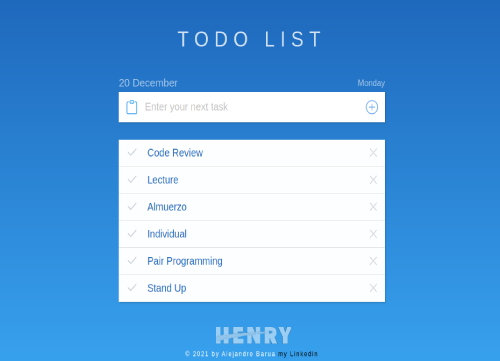 TODO LIST
20 December
Monday
Enter your next task
Code Review
Lecture
Almuerzo
Individual
Pair Programming
Stand Up
HENRY
© 2021 by Alejandro Barua my Linkedin